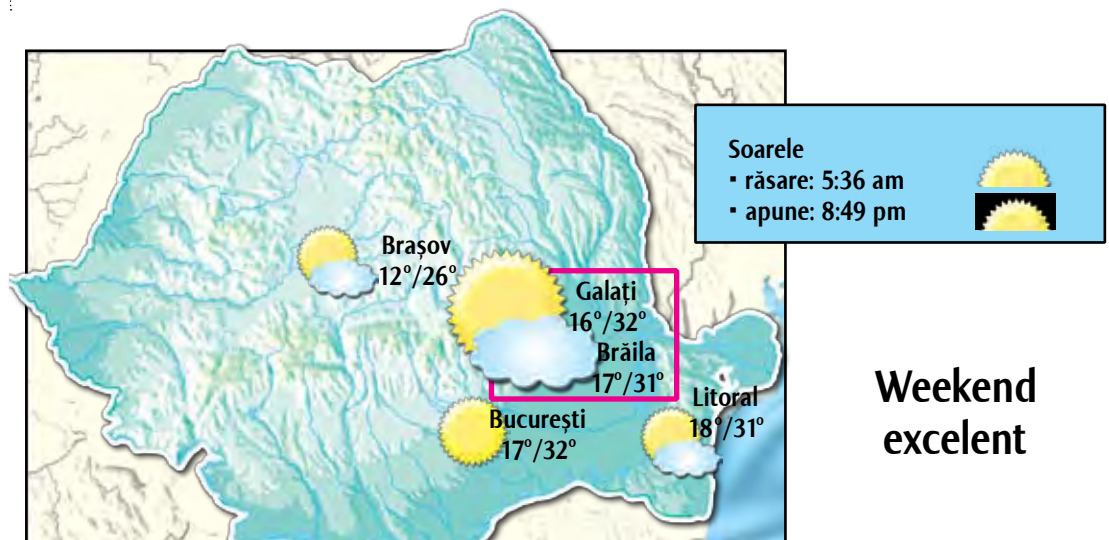 Soarele
▪ răsare: 5:36 am
▪ apune: 8:49 pm
Brașov
12°/26°
Galați
16°/32°
Brăila
17°/31°
Litoral
18°/31°
București
17°/32°
Weekend
excelent